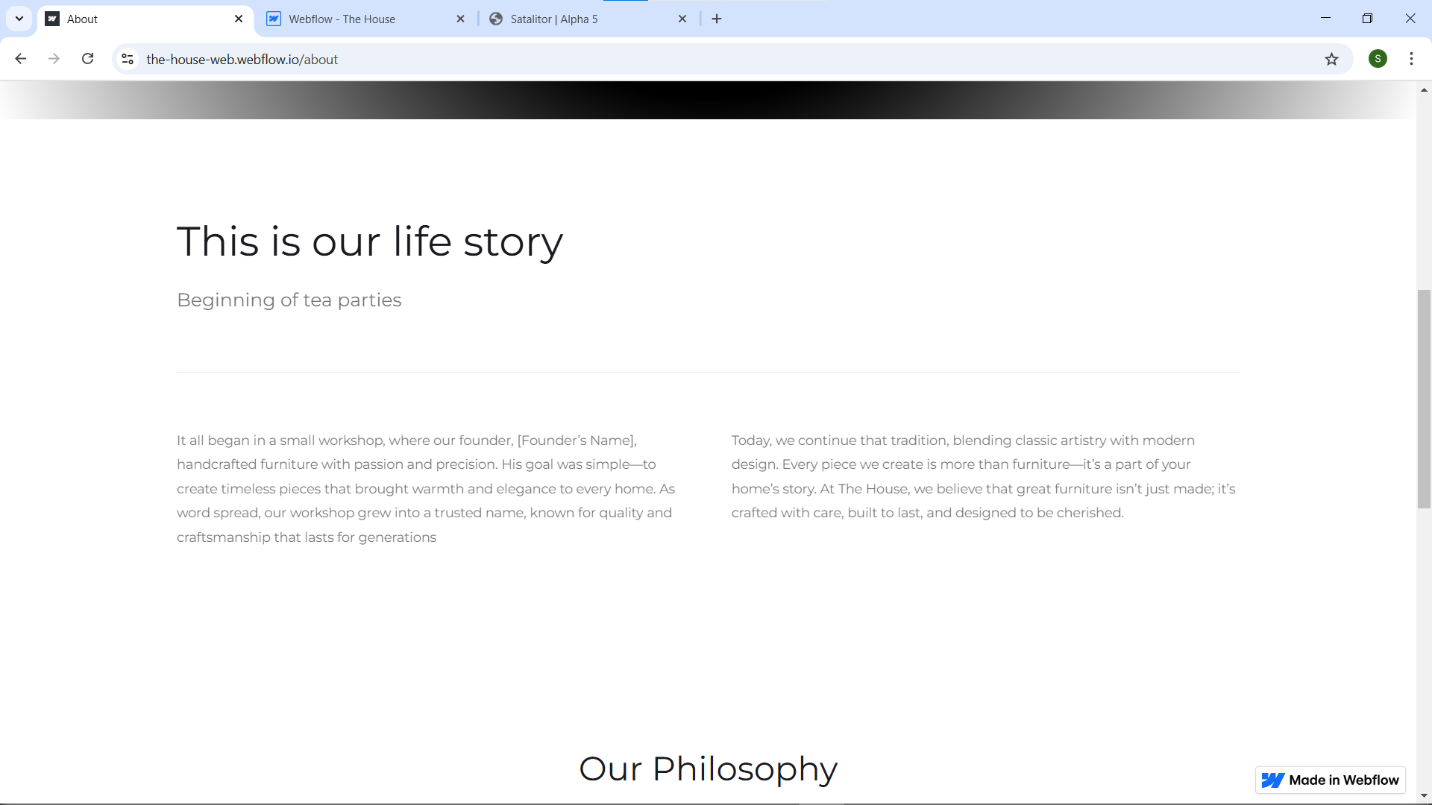 About
Webflow - The House
Satalitor | Alpha 5
the-house-web.webflow.io/about
S
This is our life story
Beginning of tea parties
It all began in a small workshop, where our founder, [Founder’s Name],
handcrafted furniture with passion and precision. His goal was simple—to
create timeless pieces that brought warmth and elegance to every home. As
word spread, our workshop grew into a trusted name, known for quality and
craftsmanship that lasts for generations
Today, we continue that tradition, blending classic artistry with modern
design. Every piece we create is more than furniture—it’s a part of your
home’s story. At The House, we believe that great furniture isn’t just made; it’s
crafted with care, built to last, and designed to be cherished.
Our Philosophy
Made in Webflow